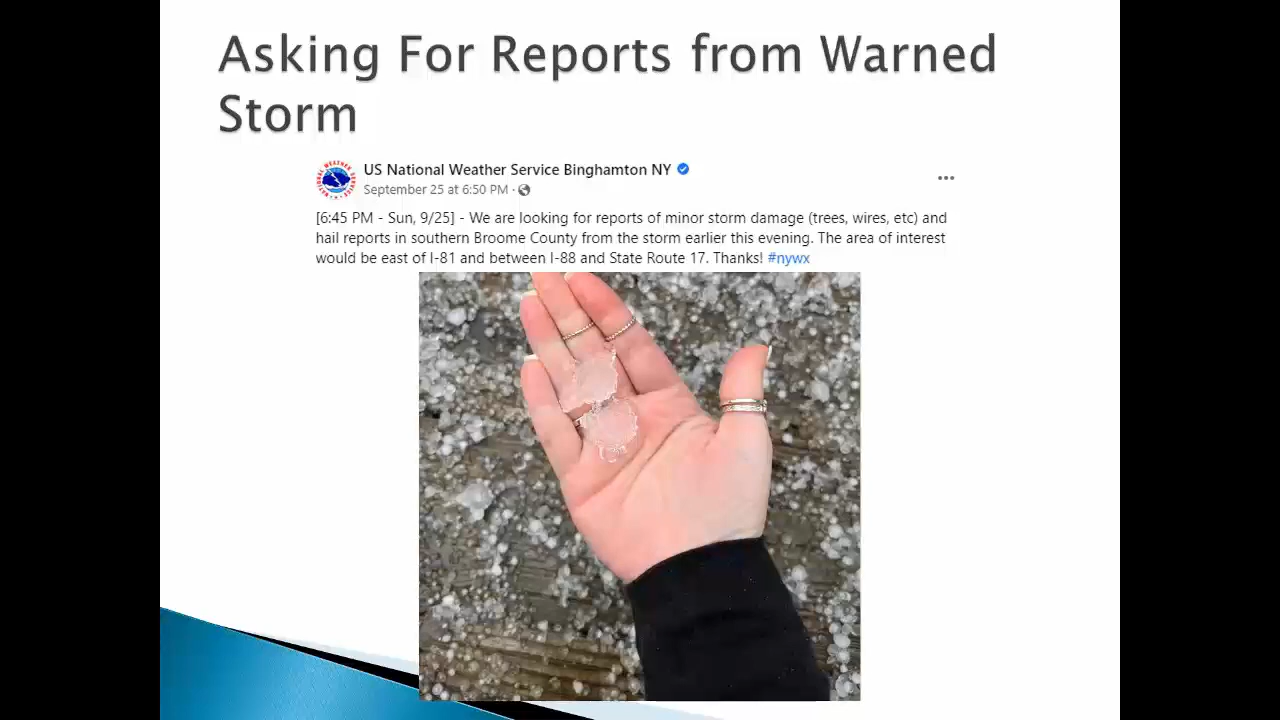 Asking For Reports from Warned
Storm
US National Weather Service Binghamton NY
September 25 at 6:50 PM ·
[6:45 PM - Sun, 9/25] - We are looking for reports of minor storm damage (trees, wires, etc) and
hail reports in southern Broome County from the storm earlier this evening. The area of interest
would be east of I-81 and between I-88 and State Route 17. Thanks! #nywx